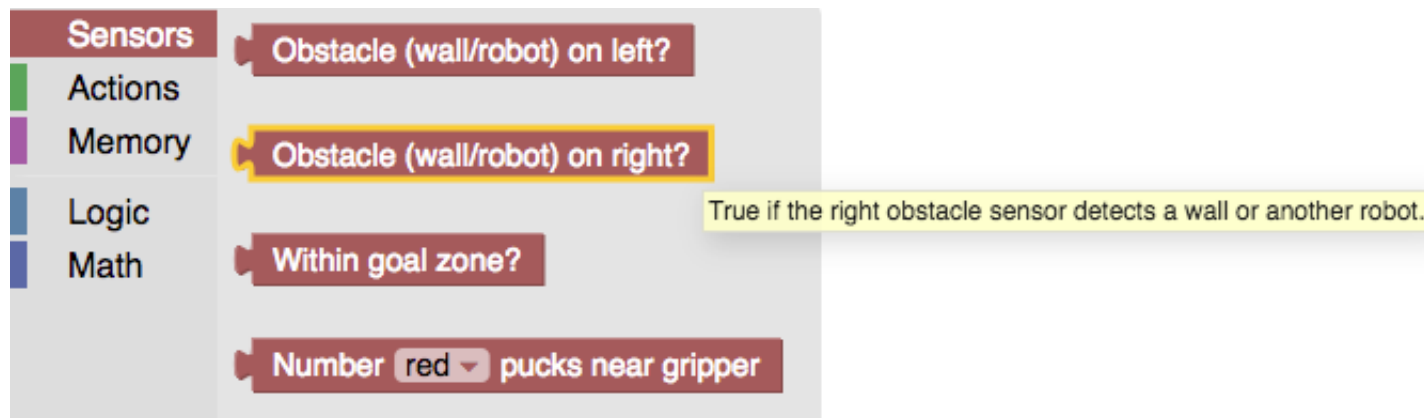 Sensors
Actions
Memory
Logic
Math
Obstacle (wall/robot) on left?
Obstacle (wall/robot) on right?
True if the right obstacle sensor detects a wall or another robot.
Within goal zone?
Number red pucks near gripper